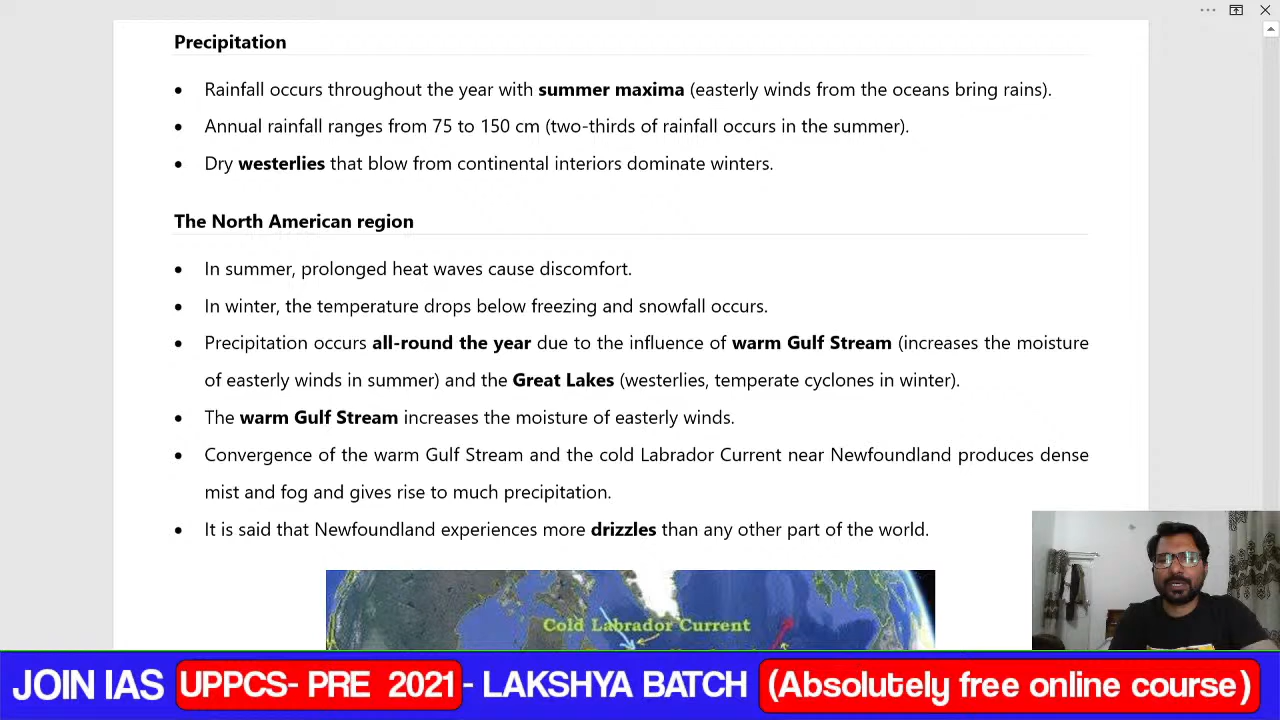 Precipitation
• Rainfall occurs throughout the year with summer maxima (easterly winds from the oceans bring rains).
• Annual rainfall ranges from 75 to 150 cm (two-thirds of rainfall occurs in the summer).
• Dry westerlies that blow from continental interiors dominate winters.
The North American region
• In summer, prolonged heat waves cause discomfort.
• In winter, the temperature drops below freezing and snowfall occurs.
• Precipitation occurs all-round the year due to the influence of warm Gulf Stream (increases the moisture
of easterly winds in summer) and the Great Lakes (westerlies, temperate cyclones in winter).
• The warm Gulf Stream increases the moisture of easterly winds.
• Convergence of the warm Gulf Stream and the cold Labrador Current near Newfoundland produces dense
mist and fog and gives rise to much precipitation.
• It is said that Newfoundland experiences more drizzles than any other part of the world.
Cold Labrador Current
JOIN IAS UPPCS- PRE 2021 - LAKSHYA BATCH (Absolutely free online course)